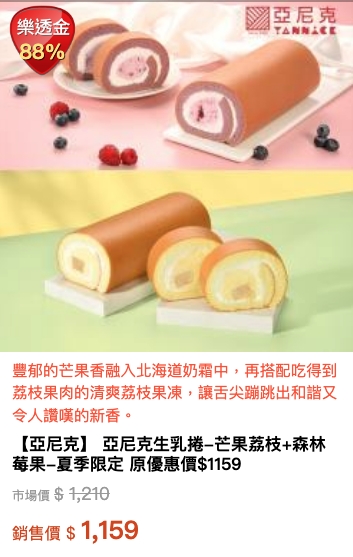 樂透金
88%
亞尼克
YANNICK
豐郁的芒果香融入北海道奶霜中，再搭配吃得到
荔枝果肉的清爽荔枝果凍，讓舌尖蹦跳出和諧又
令人讚嘆的新香。
【亞尼克】 亞尼克生乳捲–芒果荔枝+森林
莓果–夏季限定 原優惠價$1159
市場價 $ 1,210
銷售價 $ 1,159